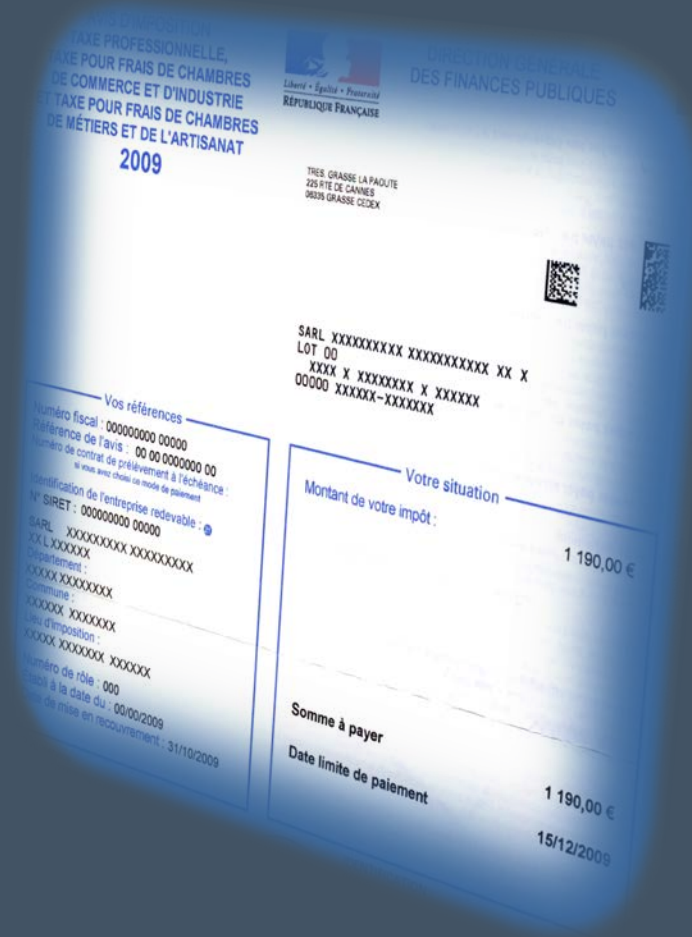 AVIS D'IMPOSITION
TAXE PROFESSIONNELLE,
TAXE POUR FRAIS DE CHAMBRES
DE COMMERCE ET D'INDUSTRIE
ET TAXE POUR FRAIS DE CHAMBRES
DE MÉTIERS ET DE L'ARTISANAT
2009
Liberté • Égalité • Fraternité
RÉPUBLIQUE FRANÇAISE
DIRECTION GÉNÉRALE
DES FINANCES PUBLIQUES
TRES. GRASSE LA PAOUTE
225 RTE DE CANNES
06335 GRASSE CEDEX
SARL XXXXXXXXXX XXXXXXXXXXX XX X
LOT 00
XXXX X XXXXXXXX X XXXXXX
00000 XXXXXX-XXXXXXX
Vos références
Numéro fiscal : 000000000 00000
Référence de l'avis : 00 00 0000000 00
Numéro de contrat de prélèvement à l'échéance :
si vous avez choisi ce mode de paiement
Identification de l'entreprise redevable :
N° SIRET : 000000000 00000
SARL XXXXXXXXX XXXXXXXXX
XX L XXXXXX
Département :
XXXXX XXXXXXXX
Commune :
XXXXXX XXXXXXX
Lieu d'imposition :
XXXXX XXXXXXX XXXXXX
Numéro de rôle : 000
Établi à la date du : 00/00/2009
Date de mise en recouvrement : 31/10/2009
Votre situation
Montant de votre impôt :
1 190,00 €
Somme à payer
1 190,00 €
Date limite de paiement
15/12/2009